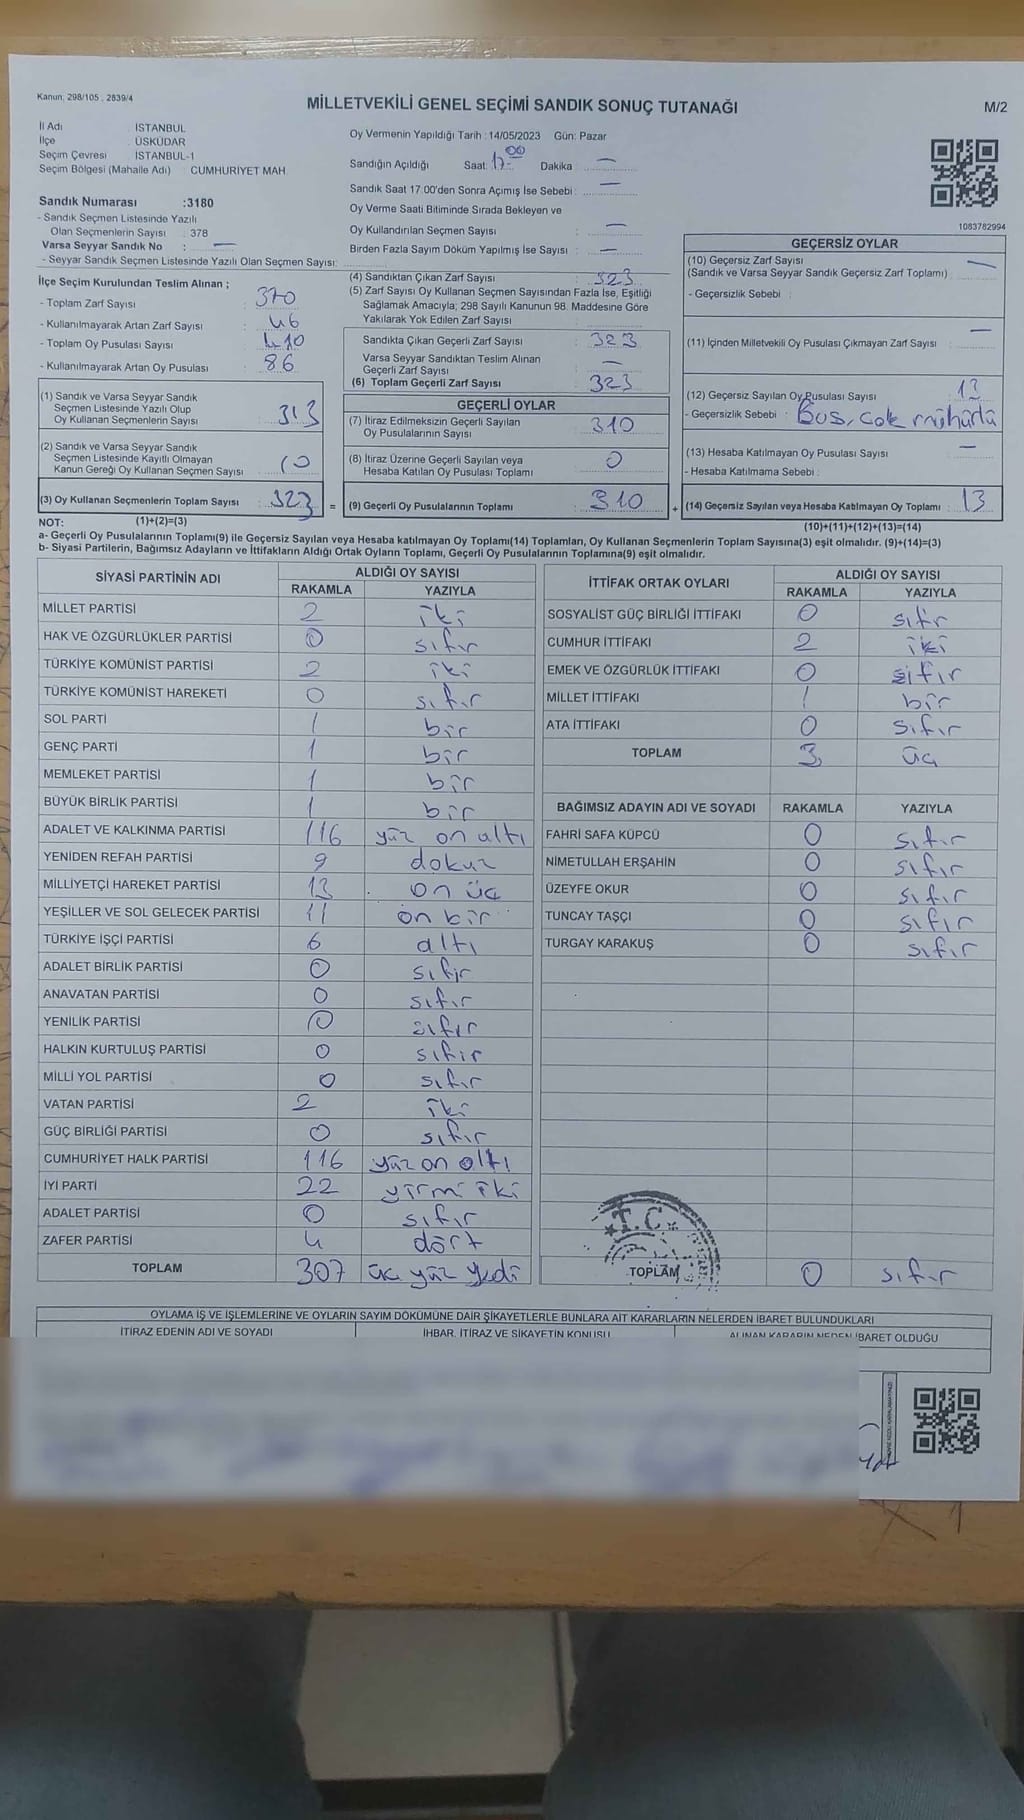 Kanun: 298/105 , 2839/4
MİLLETVEKİLİ GENEL SEÇİMİ SANDIK SONUÇ TUTANAĞI
M/2
İl Adı : İSTANBUL
İlçe : ÜSKÜDAR
Seçim Çevresi : İSTANBUL-1
Seçim Bölgesi (Mahalle Adı) : CUMHURİYET MAH.
Sandık Numarası :3180
- Sandık Seçmen Listesinde Yazılı
Olan Seçmenlerin Sayısı : 378
Varsa Seyyar Sandık No : —
- Seyyar Sandık Seçmen Listesinde Yazılı Olan Seçmen Sayısı:
Oy Vermenin Yapıldığı Tarih :14/05/2023 Gün: Pazar
Sandığın Açıldığı Saat: 17:00 Dakika : —
Sandık Saat 17.00'den Sonra Açımış İse Sebebi : —
Oy Verme Saati Bitiminde Sırada Bekleyen ve
Oy Kullandırılan Seçmen Sayısı : —
Birden Fazla Sayım Döküm Yapılmış İse Sayısı : —
1083782994
İlçe Seçim Kurulundan Teslim Alınan ;
- Toplam Zarf Sayısı : 370
- Kullanılmayarak Artan Zarf Sayısı : 46
- Toplam Oy Pusulası Sayısı : 410
- Kullanılmayarak Artan Oy Pusulası : 86
(1) Sandık ve Varsa Seyyar Sandık
Seçmen Listesinde Yazılı Olup
Oy Kullanan Seçmenlerin Sayısı : 313
(2) Sandık ve Varsa Seyyar Sandık
Seçmen Listesinde Kayıtlı Olmayan
Kanun Gereği Oy Kullanan Seçmen Sayısı : 10
(3) Oy Kullanan Seçmenlerin Toplam Sayısı : 323
(4) Sandıktan Çıkan Zarf Sayısı : 323
(5) Zarf Sayısı Oy Kullanan Seçmen Sayısından Fazla İse, Eşitliği
Sağlamak Amacıyla; 298 Sayılı Kanunun 98. Maddesine Göre
Yakılarak Yok Edilen Zarf Sayısı :
Sandıkta Çıkan Geçerli Zarf Sayısı : 323
Varsa Seyyar Sandıktan Teslim Alınan
Geçerli Zarf Sayısı : —
(6) Toplam Geçerli Zarf Sayısı : 323
GEÇERLİ OYLAR
(7) İtiraz Edilmeksizin Geçerli Sayılan
Oy Pusulalarının Sayısı : 310
(8) İtiraz Üzerine Geçerli Sayılan veya
Hesaba Katılan Oy Pusulası Toplamı : 0
= (9) Geçerli Oy Pusulalarının Toplamı : 310
GEÇERSİZ OYLAR
(10) Geçersiz Zarf Sayısı : —
(Sandık ve Varsa Seyyar Sandık Geçersiz Zarf Toplamı)
- Geçersizlik Sebebi :
(11) İçinden Milletvekili Oy Pusulası Çıkmayan Zarf Sayısı : —
(12) Geçersiz Sayılan Oy Pusulası Sayısı : 13
- Geçersizlik Sebebi : Boş, çok mühürlü
(13) Hesaba Katılmayan Oy Pusulası Sayısı : —
- Hesaba Katılmama Sebebi :
+ (14) Geçersiz Sayılan veya Hesaba Katılmayan Oy Toplamı : 13
NOT: (1)+(2)=(3)
(10)+(11)+(12)+(13)=(14)
a- Geçerli Oy Pusulalarının Toplamı(9) ile Geçersiz Sayılan veya Hesaba katılmayan Oy Toplamı(14) Toplamları, Oy Kullanan Seçmenlerin Toplam Sayısına(3) eşit olmalıdır. (9)+(14)=(3)
b- Siyasi Partilerin, Bağımsız Adayların ve İttifakların Aldığı Ortak Oyların Toplamı, Geçerli Oy Pusulalarının Toplamına(9) eşit olmalıdır.
SİYASİ PARTİNİN ADI ALDIĞI OY SAYISI
RAKAMLA YAZIYLA
MİLLET PARTİSİ 2 iki
HAK VE ÖZGÜRLÜKLER PARTİSİ 0 sıfır
TÜRKİYE KOMÜNİST PARTİSİ 2 iki
TÜRKİYE KOMÜNİST HAREKETİ 0 sıfır
SOL PARTİ 1 bir
GENÇ PARTİ 1 bir
MEMLEKET PARTİSİ 1 bir
BÜYÜK BİRLİK PARTİSİ 1 bir
ADALET VE KALKINMA PARTİSİ 116 yüz on altı
YENİDEN REFAH PARTİSİ 9 dokuz
MİLLİYETÇİ HAREKET PARTİSİ 13 on üç
YEŞİLLER VE SOL GELECEK PARTİSİ 11 on bir
TÜRKİYE İŞÇİ PARTİSİ 6 altı
ADALET BİRLİK PARTİSİ 0 sıfır
ANAVATAN PARTİSİ 0 sıfır
YENİLİK PARTİSİ 0 sıfır
HALKIN KURTULUŞ PARTİSİ 0 sıfır
MİLLİ YOL PARTİSİ 0 sıfır
VATAN PARTİSİ 2 iki
GÜÇ BİRLİĞİ PARTİSİ 0 sıfır
CUMHURİYET HALK PARTİSİ 116 yüz on altı
İYİ PARTİ 22 yirmi iki
ADALET PARTİSİ 0 sıfır
ZAFER PARTİSİ 4 dört
TOPLAM 307 üç yüz yedi
İTTİFAK ORTAK OYLARI ALDIĞI OY SAYISI
RAKAMLA YAZIYLA
SOSYALİST GÜÇ BİRLİĞİ İTTİFAKI 0 sıfr
CUMHUR İTTİFAKI 2 iki
EMEK VE ÖZGÜRLÜK İTTİFAKI 0 sıfır
MİLLET İTTİFAKI 1 bir
ATA İTTİFAKI 0 sıfır
TOPLAM 3 üç
BAĞIMSIZ ADAYIN ADI VE SOYADI RAKAMLA YAZIYLA
FAHRİ SAFA KÜPCÜ 0 sıfır
NİMETULLAH ERŞAHİN 0 sıfır
ÜZEYFE OKUR 0 sıfır
TUNCAY TAŞÇI 0 sıfır
TURGAY KARAKUŞ 0 sıfır
T.C.
TOPLAM 0 sıfır
OYLAMA İŞ VE İŞLEMLERİNE VE OYLARIN SAYIM DÖKÜMÜNE DAİR ŞİKAYETLERLE BUNLARA AİT KARARLARIN NELERDEN İBARET BULUNDUKLARI
İTİRAZ EDENİN ADI VE SOYADI İHBAR, İTİRAZ VE ŞİKAYETİN KONUSU ALINAN KARARIN NEDEN İBARET OLDUĞU